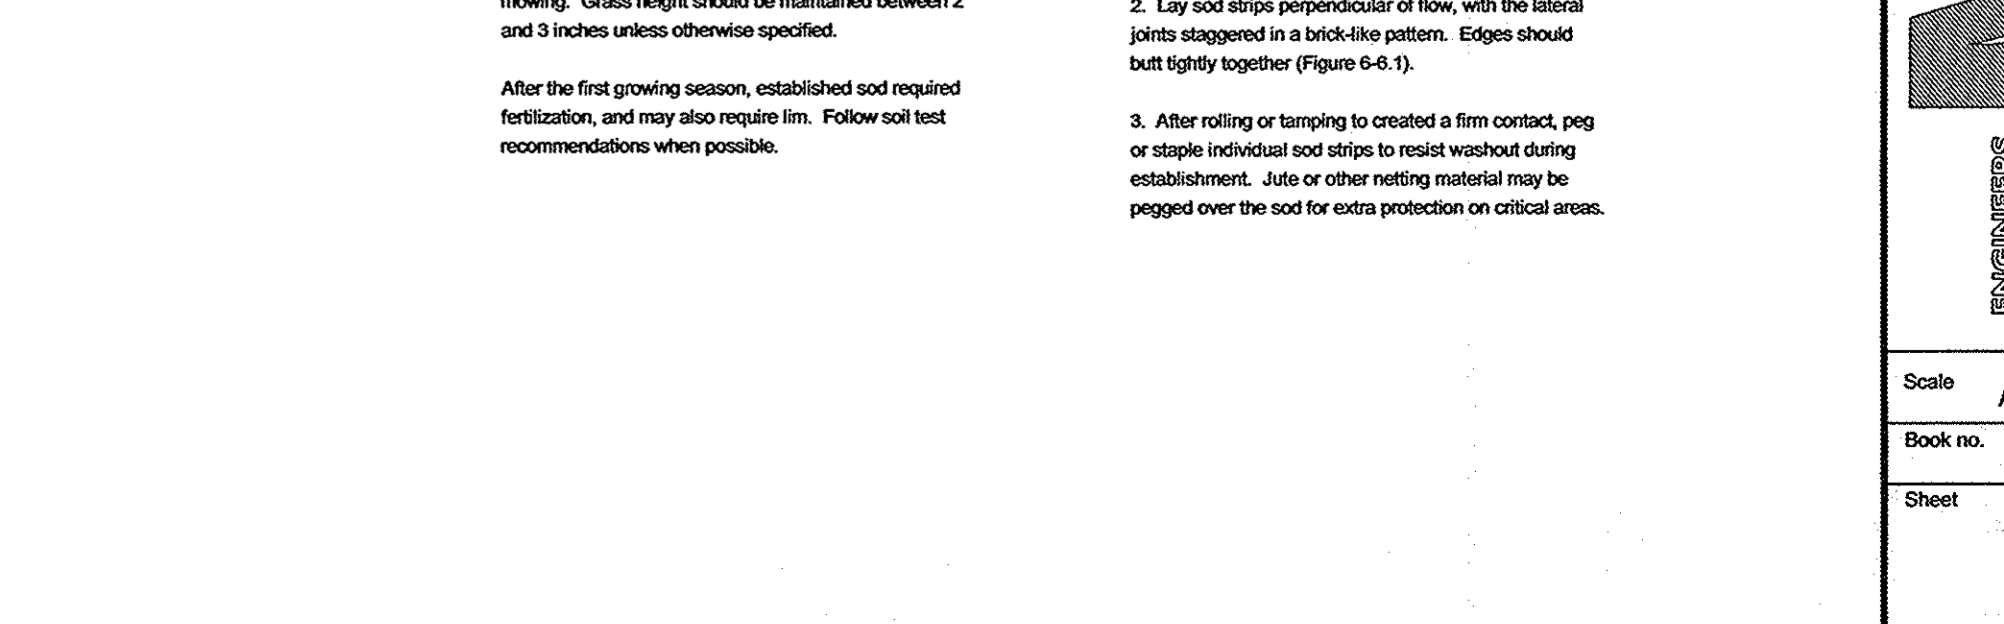 mowing. Grass height should be maintained between 2
and 3 inches unless otherwise specified.
After the first growing season, established sod required
fertilization, and may also require lim. Follow soil test
recommendations when possible.
2. Lay sod strips perpendicular of flow, with the lateral
joints staggered in a brick-like pattern. Edges should
butt tightly together (Figure 6-6.1).
3. After rolling or tamping to created a firm contact, peg
or staple individual sod strips to resist washout during
establishment. Jute or other netting material may be
pegged over the sod for extra protection on critical areas.
ENGINEERS
Scale
Book no.
Sheet